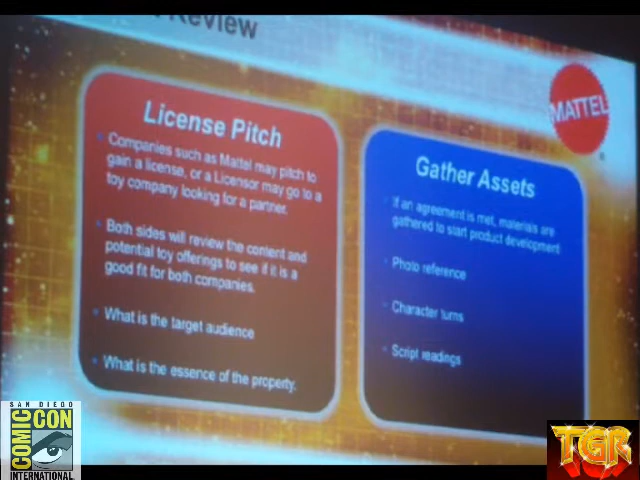 Review
MATTEL
License Pitch
Companies such as Mattel may pitch to
gain a license, or a Licensor may go to a
toy company looking for a partner.
Both sides will review the content and
potential toy offerings to see if it is a
good fit for both companies.
What is the target audience
What is the essence of the property.
Gather Assets
If an agreement is met, materials are
gathered to start product development
Photo reference
Character turns
Script readings
SAN DIEGO
COMIC CON
INTERNATIONAL
TGR